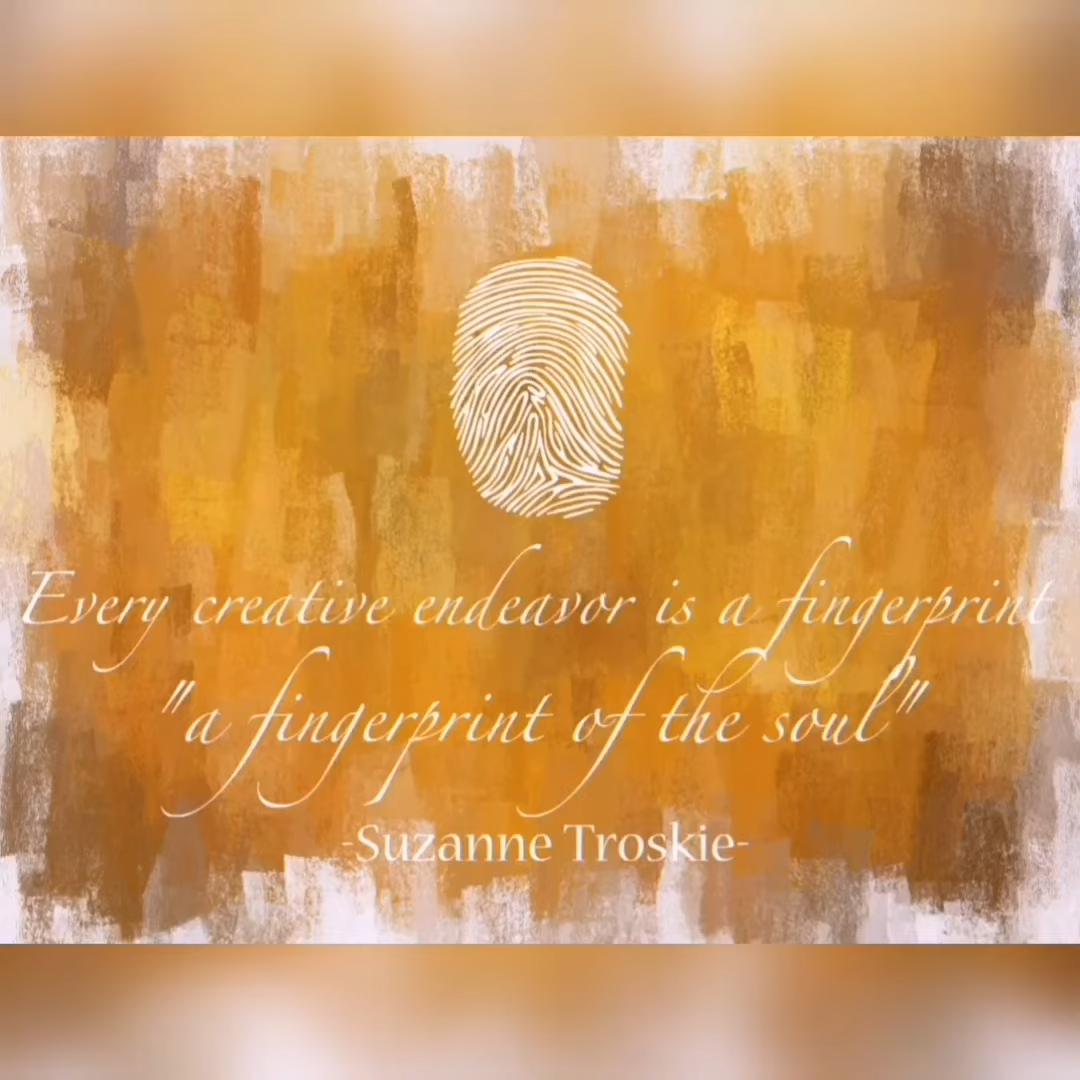 Every creative endeavor is a fingerprint
"a fingerprint of the soul"
-Suzanne Troskie-